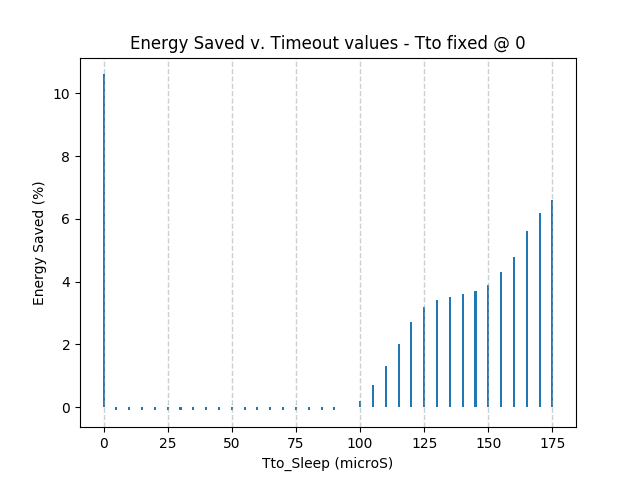 Energy Saved v. Timeout values - Tto fixed @ 0
Energy Saved (%)
10
8
6
4
2
0
0 25 50 75 100 125 150 175
Tto_Sleep (microS)